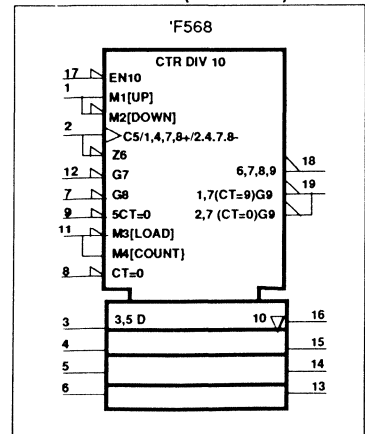 'F568
CTR DIV 10
17 EN10
1 M1[UP]
M2[DOWN]
2 C5/1,4,7,8+/2.4.7.8-
Z6
12 G7
7 G8
9 5CT=0
11 M3[LOAD]
M4[COUNT}
8 CT=0
6,7,8,9 18
1,7(CT=9)G9 19
2,7 (CT=0)G9
3 3,5 D 10 16
4 15
5 14
6 13